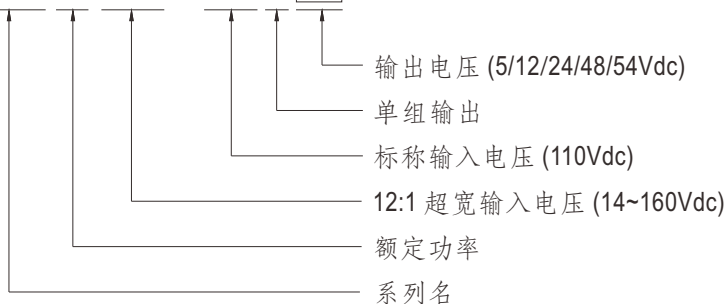 输出电压 (5/12/24/48/54Vdc)
单组输出
标称输入电压 (110Vdc)
12:1 超宽输入电压 (14~160Vdc)
额定功率
系列名